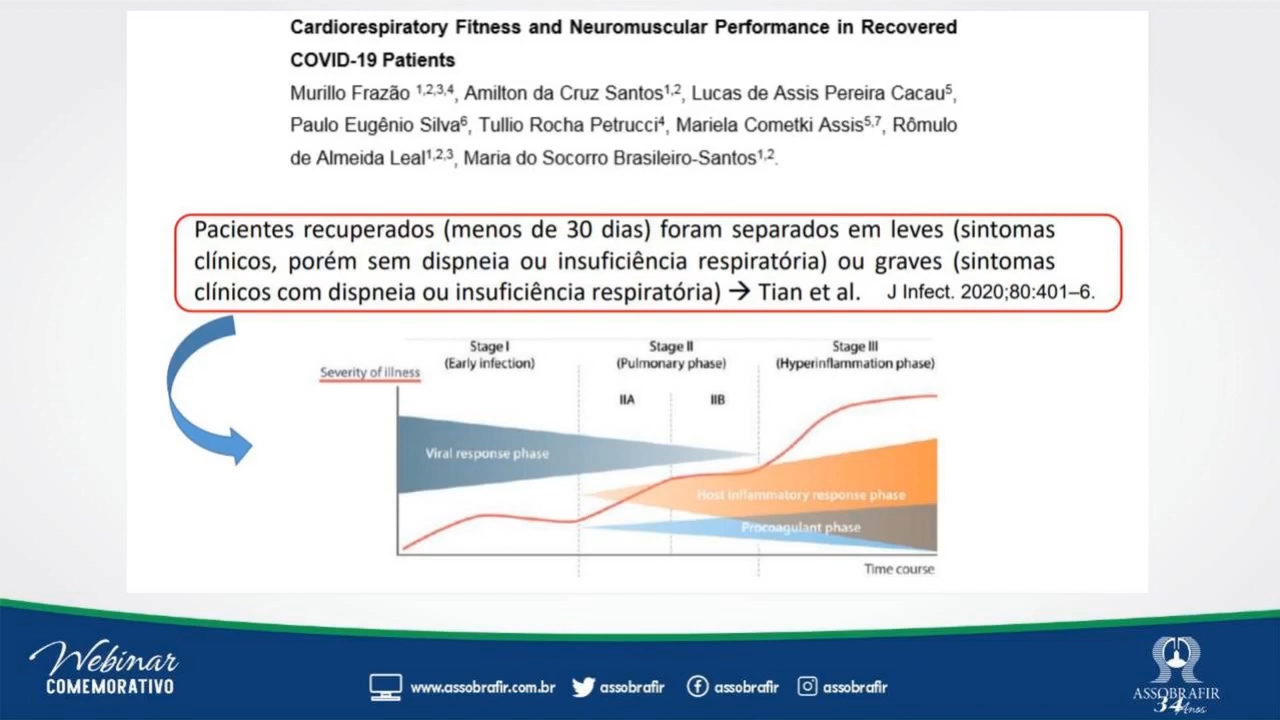 Cardiorespiratory Fitness and Neuromuscular Performance in Recovered
COVID-19 Patients
Murillo Frazão 1,2,3,4, Amilton da Cruz Santos1,2, Lucas de Assis Pereira Cacau5,
Paulo Eugênio Silva6, Tullio Rocha Petrucci4, Mariela Cometki Assis5,7, Rômulo
de Almeida Leal1,2,3, Maria do Socorro Brasileiro-Santos1,2.
Pacientes recuperados (menos de 30 dias) foram separados em leves (sintomas
clínicos, porém sem dispneia ou insuficiência respiratória) ou graves (sintomas
clínicos com dispneia ou insuficiência respiratória) → Tian et al. J Infect. 2020;80:401–6.
Stage I
(Early infection)
Stage II
(Pulmonary phase)
Stage III
(Hyperinflammation phase)
Severity of illness
IIA
IIB
Viral response phase
Host inflammatory response phase
Procoagulant phase
Time course
Webinar
COMEMORATIVO
www.assobrafir.com.br
assobrafir
assobrafir
assobrafir
ASSOBRAFIR
34 Anos